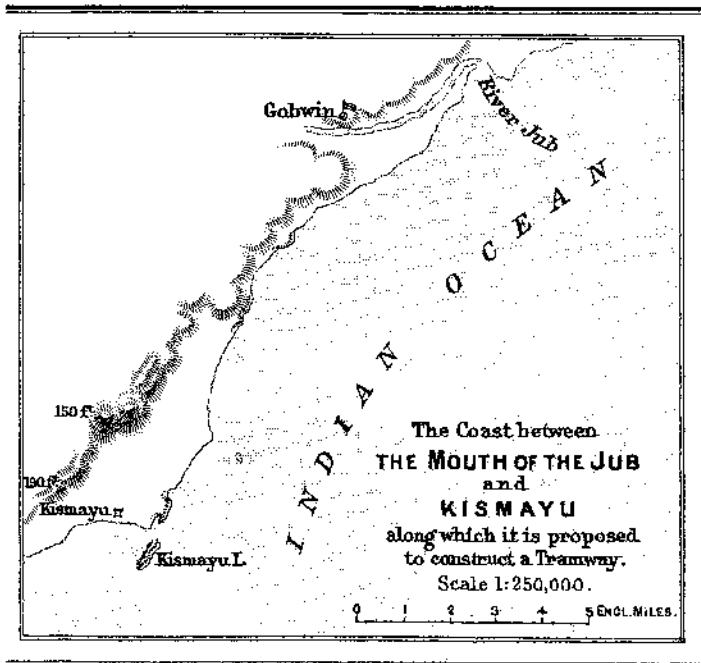 Gobwin
River Jub
INDIAN OCEAN
150 ft.
190 ft.
Kismayu
Kismayu I.
The Coast between
THE MOUTH OF THE JUB
and
KISMAYU
along which it is proposed
to construct a Tramway.
Scale 1:250,000.
0 1 2 3 4 5 ENGL. MILES.